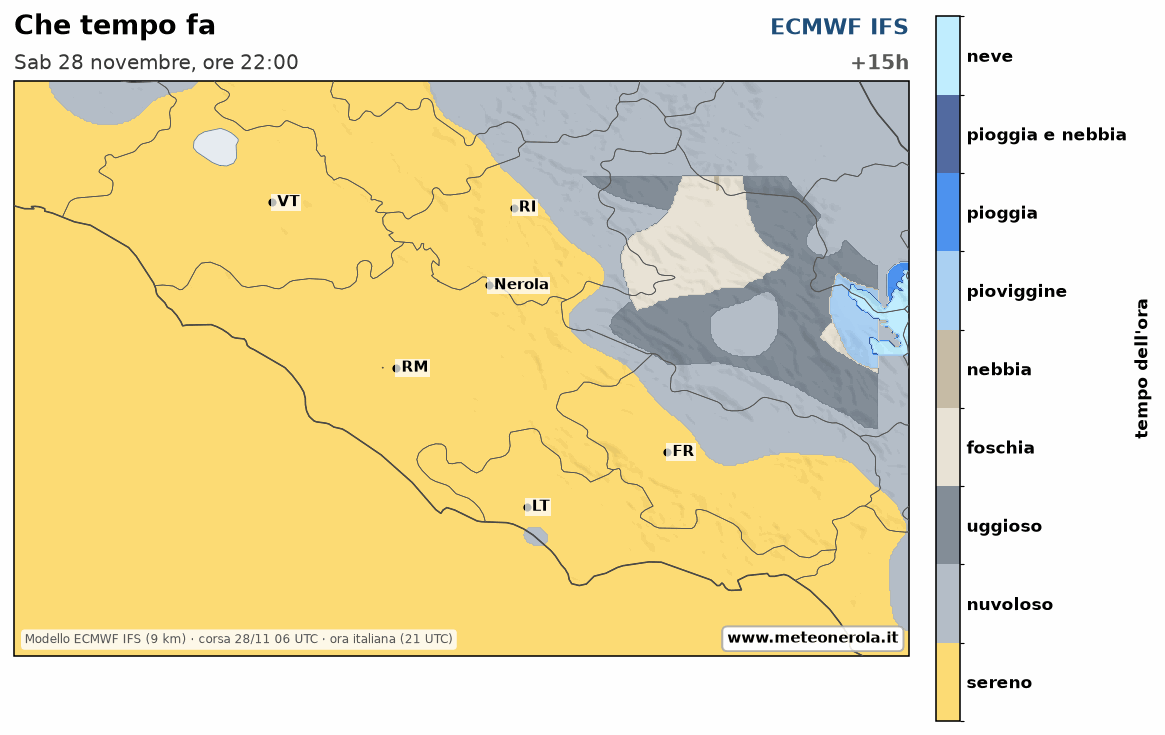 Che tempo fa
ECMWF IFS
Sab 28 novembre, ore 22:00
+15h
VT
RI
Nerola
RM
FR
LT
Modello ECMWF IFS (9 km) · corsa 28/11 06 UTC · ora italiana (21 UTC)
www.meteonerola.it
neve
pioggia e nebbia
pioggia
pioviggine
nebbia
foschia
uggioso
nuvoloso
sereno
tempo dell'ora